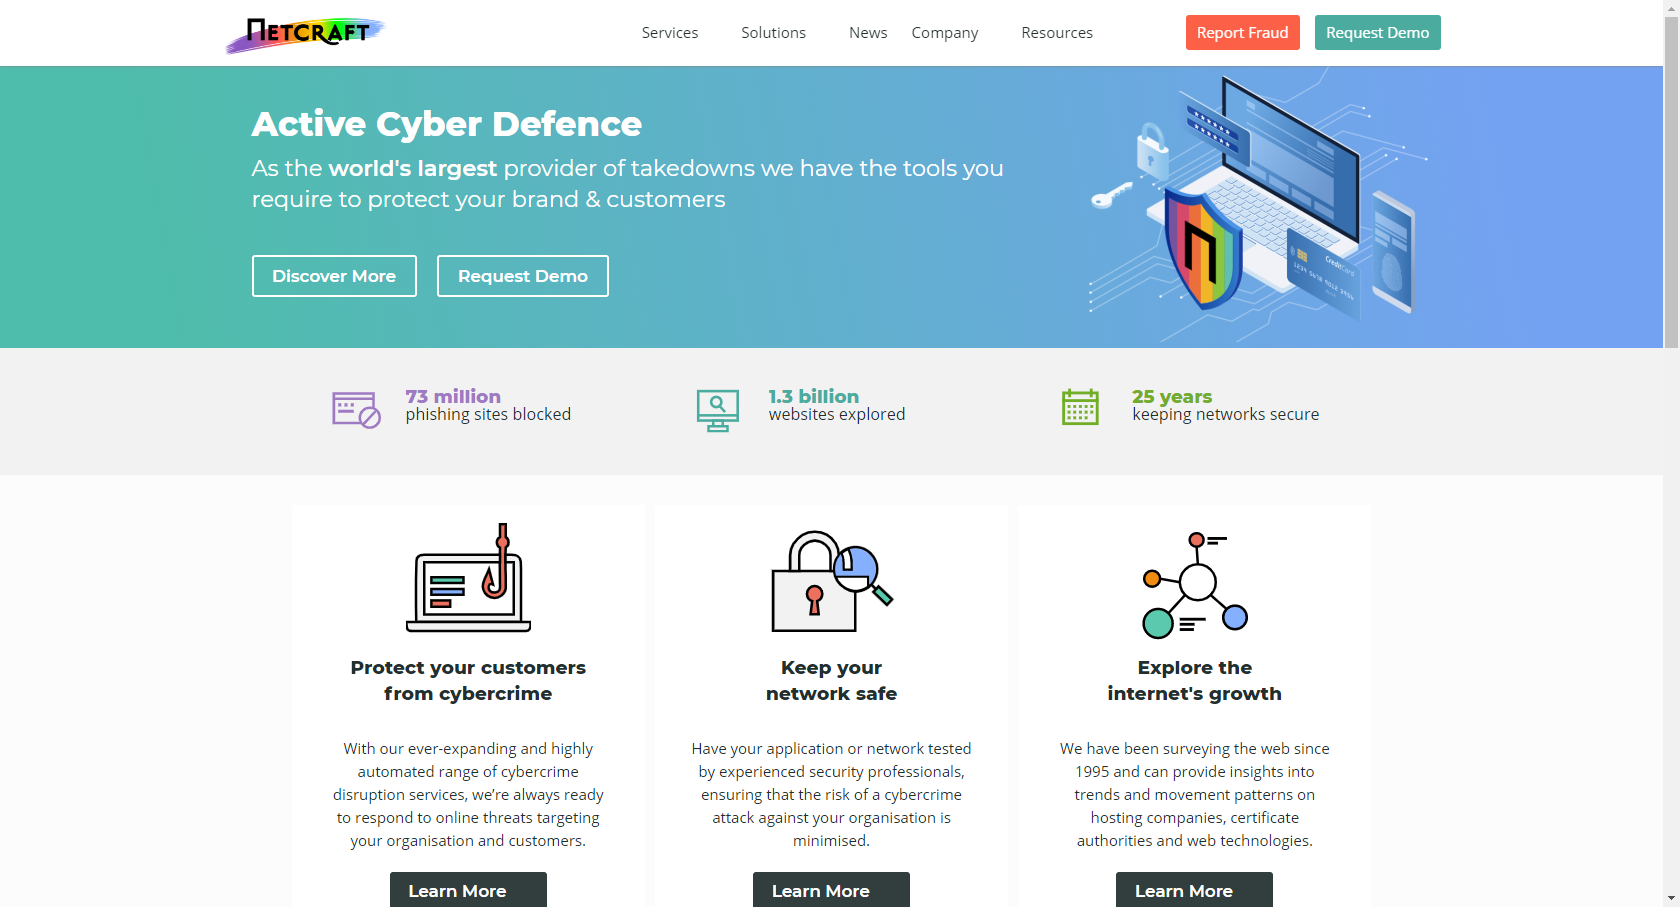 NETCRAFT
Services Solutions News Company Resources Report Fraud Request Demo
Active Cyber Defence
As the world's largest provider of takedowns we have the tools you
require to protect your brand & customers
Discover More Request Demo
CreditCard
1234 5678 9012 3456
73 million
phishing sites blocked
1.3 billion
websites explored
25 years
keeping networks secure
Protect your customers
from cybercrime
With our ever-expanding and highly
automated range of cybercrime
disruption services, we’re always ready
to respond to online threats targeting
your organisation and customers.
Learn More
Keep your
network safe
Have your application or network tested
by experienced security professionals,
ensuring that the risk of a cybercrime
attack against your organisation is
minimised.
Learn More
Explore the
internet's growth
We have been surveying the web since
1995 and can provide insights into
trends and movement patterns on
hosting companies, certificate
authorities and web technologies.
Learn More